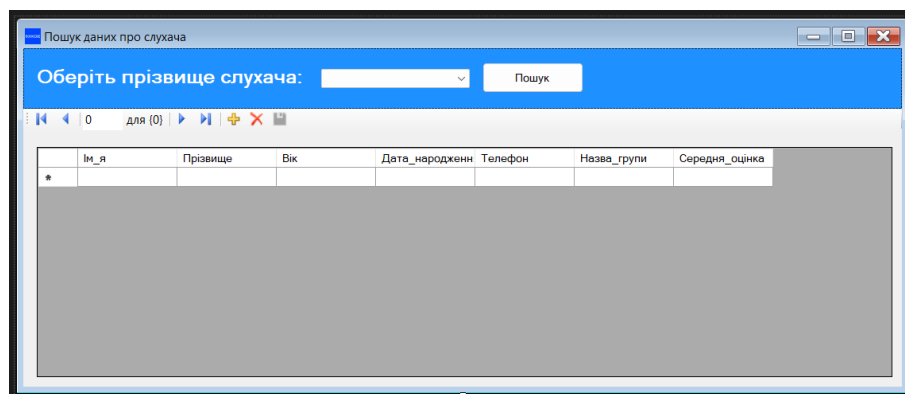 Пошук даних про слухача
Оберіть прізвище слухача: Пошук
0 для {0}
Ім_я Прізвище Вік Дата_народженн Телефон Назва_групи Середня_оцінка
*